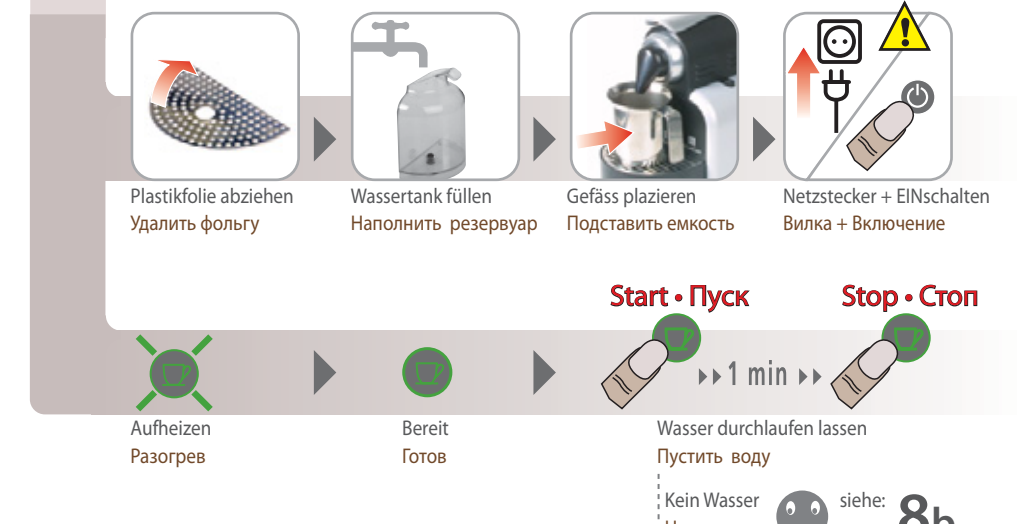 Plastikfolie abziehen
Удалить фольгу
Wassertank füllen
Наполнить резервуар
Gefäss plazieren
Подставить емкость
Netzstecker + EINschalten
Вилка + Включение
Start • Пуск
Stop • Стоп
1 min
Aufheizen
Разогрев
Bereit
Готов
Wasser durchlaufen lassen
Пустить воду
Kein Wasser
siehe:
8b